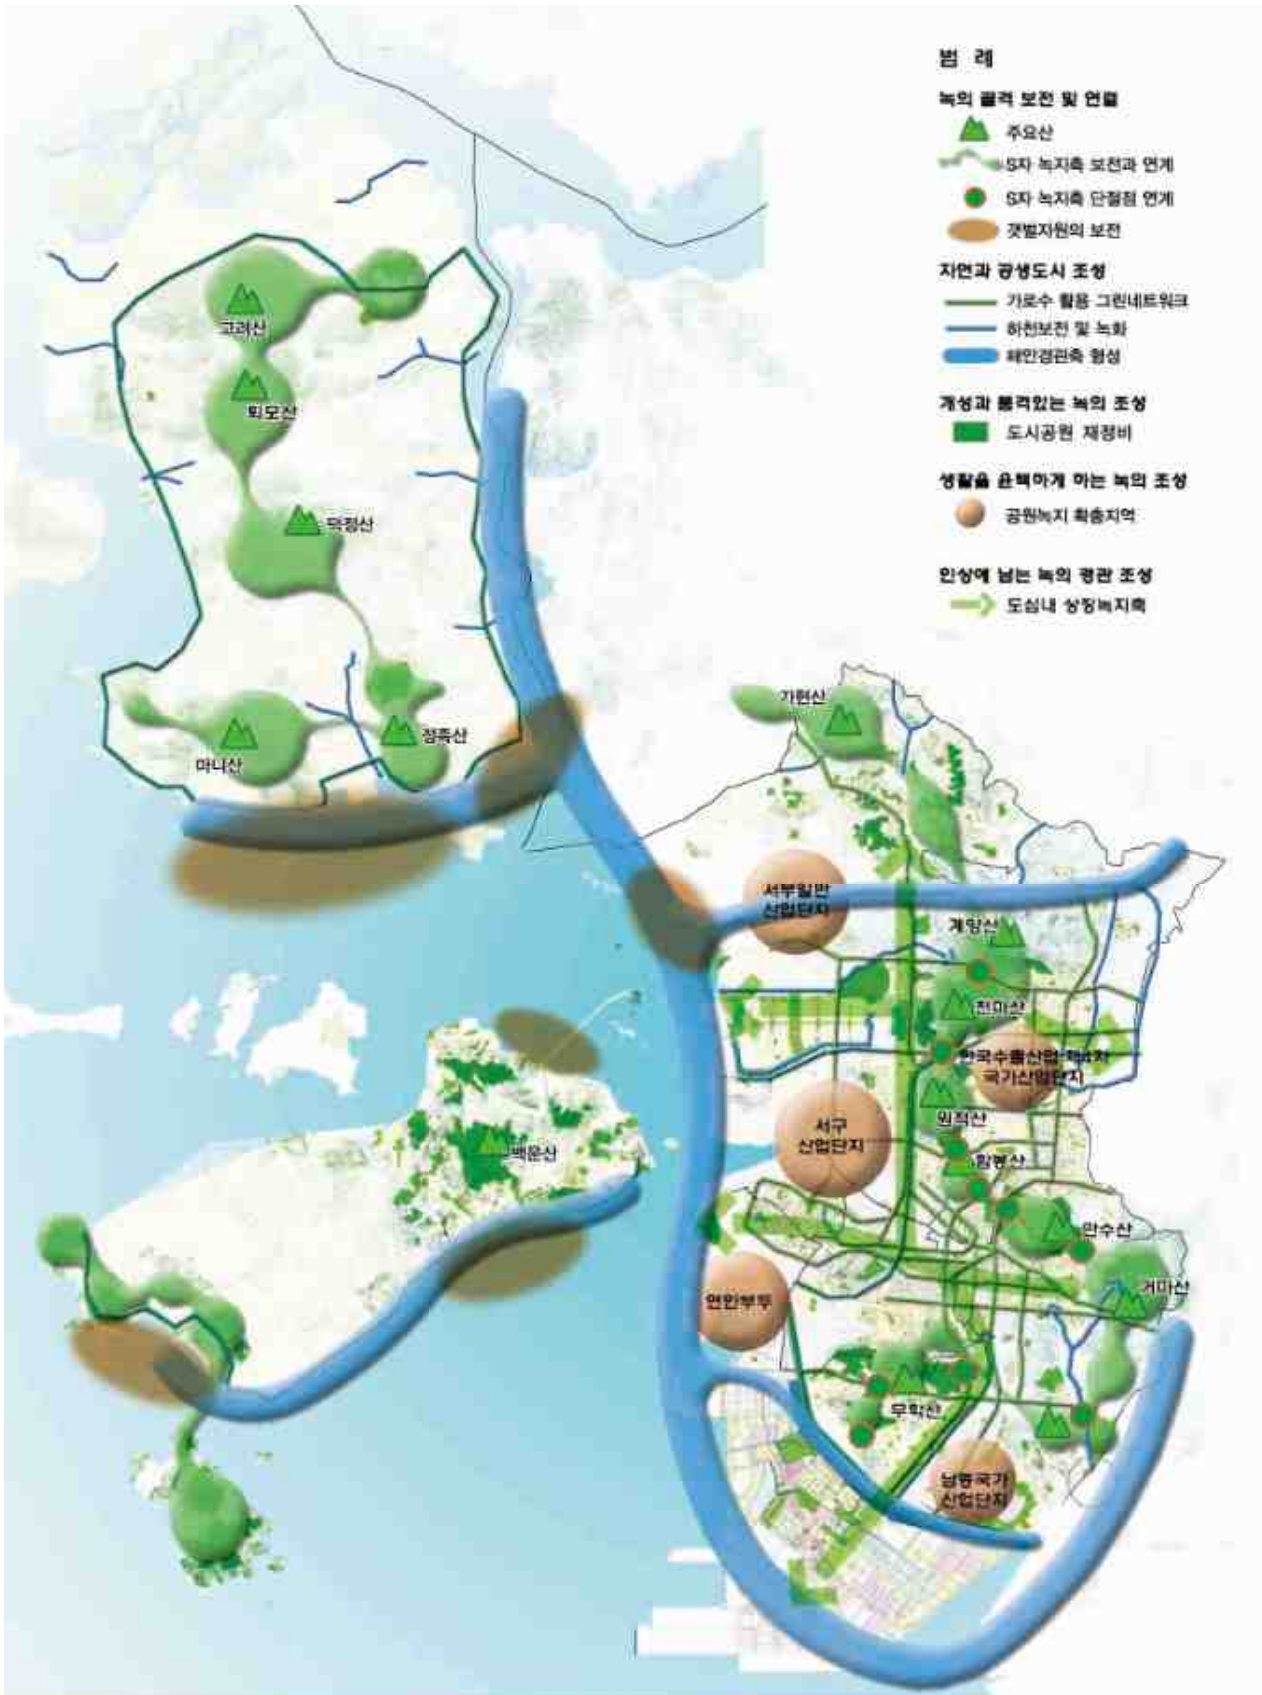 범 례
녹의 골격 보전 및 연결
주요산
S자 녹지축 보전과 연계
S자 녹지축 단절점 연계
갯벌자원의 보전
자연과 공생도시 조성
가로수 활용 그린네트워크
하천보전 및 녹화
해안경관축 형성
개성과 품격있는 녹의 조성
도시공원 재정비
생활을 윤택하게 하는 녹의 조성
공원녹지 확충지역
인상에 남는 녹의 경관 조성
도심내 상징녹지축
고려산
퇴모산
덕정산
정족산
마니산
가현산
서부일반
산업단지
계양산
천마산
한국수출산업 제4차
국가산업단지
원적산
서구
산업단지
함봉산
백운산
만수산
거마산
연안부두
문학산
남동국가
산업단지